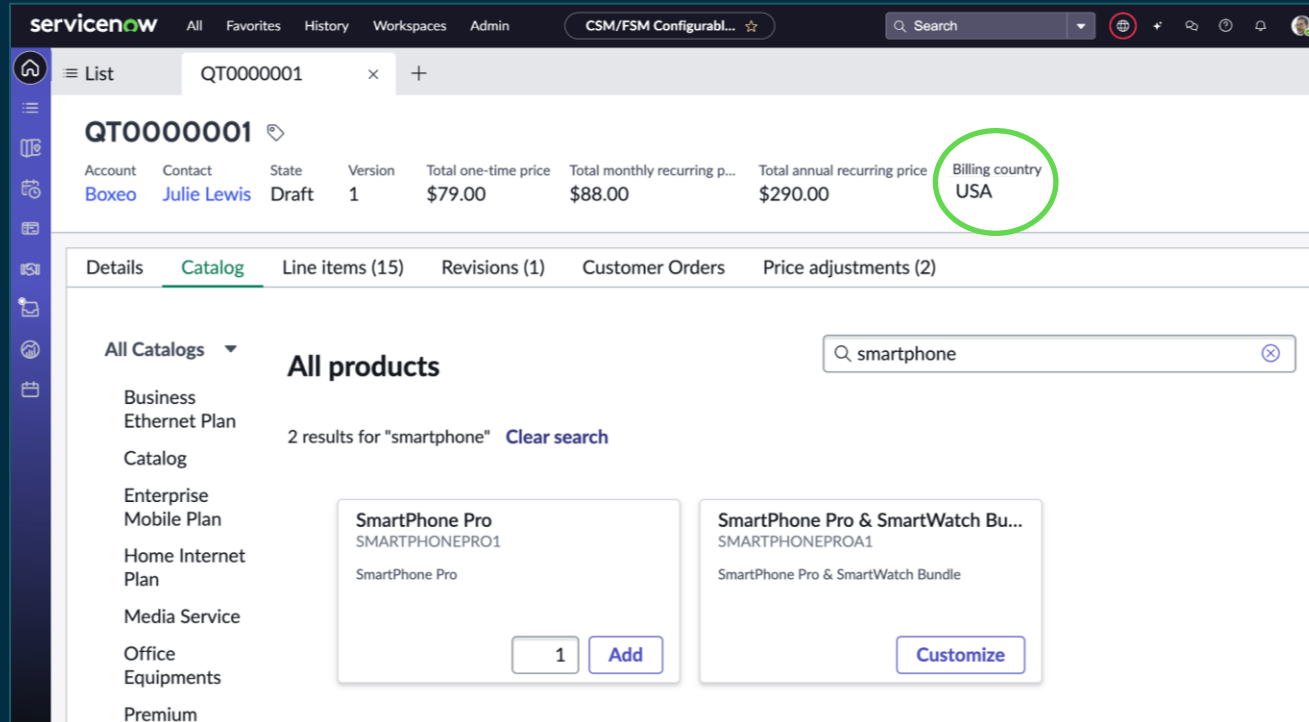 servicenow All Favorites History Workspaces Admin CSM/FSM Configurabl... Search
List QT0000001
QT0000001
Account Contact State Version Total one-time price Total monthly recurring p... Total annual recurring price Billing country
Boxeo Julie Lewis Draft 1 $79.00 $88.00 $290.00 USA
Details Catalog Line items (15) Revisions (1) Customer Orders Price adjustments (2)
All Catalogs
Business
Ethernet Plan
Catalog
Enterprise
Mobile Plan
Home Internet
Plan
Media Service
Office
Equipments
Premium
All products
smartphone
2 results for "smartphone" Clear search
SmartPhone Pro
SMARTPHONEPRO1
SmartPhone Pro
1 Add
SmartPhone Pro & SmartWatch Bu...
SMARTPHONEPROA1
SmartPhone Pro & SmartWatch Bundle
Customize